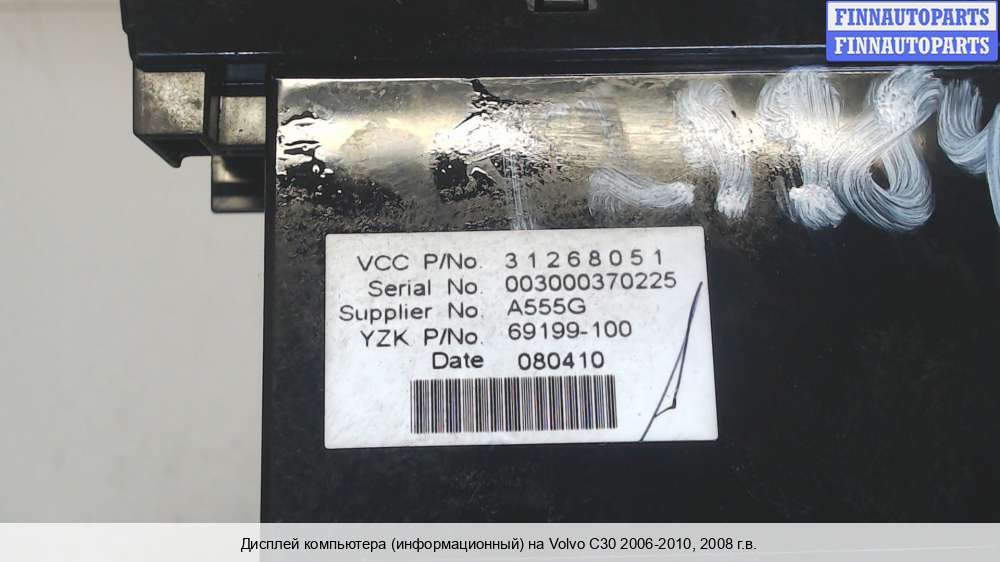 FINNAUTOPARTS
FINNAUTOPARTS
VCC P/No. 31268051
Serial No. 003000370225
Supplier No. A555G
YZK P/No. 69199-100
Date 080410
Дисплей компьютера (информационный) на Volvo C30 2006-2010, 2008 г.в.